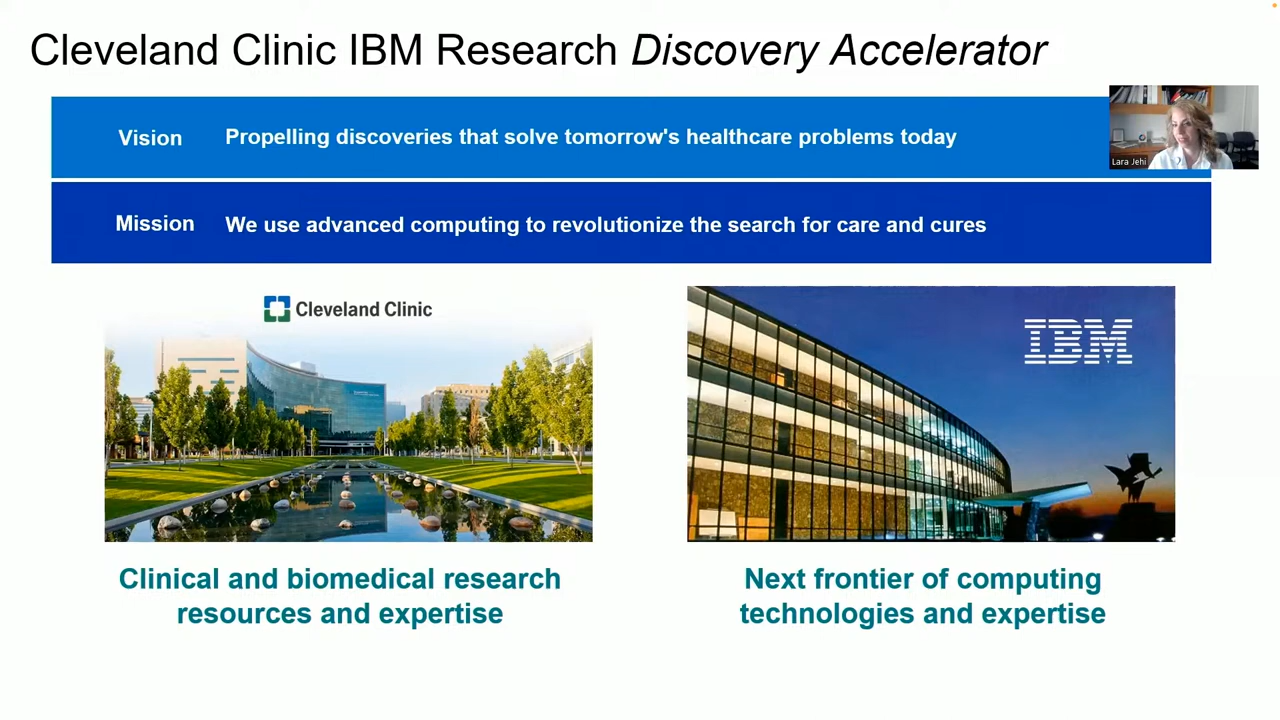 Cleveland Clinic IBM Research Discovery Accelerator
Vision
Propelling discoveries that solve tomorrow's healthcare problems today
Lara Jehi
Mission
We use advanced computing to revolutionize the search for care and cures
Cleveland Clinic
IBM
Clinical and biomedical research
resources and expertise
Next frontier of computing
technologies and expertise